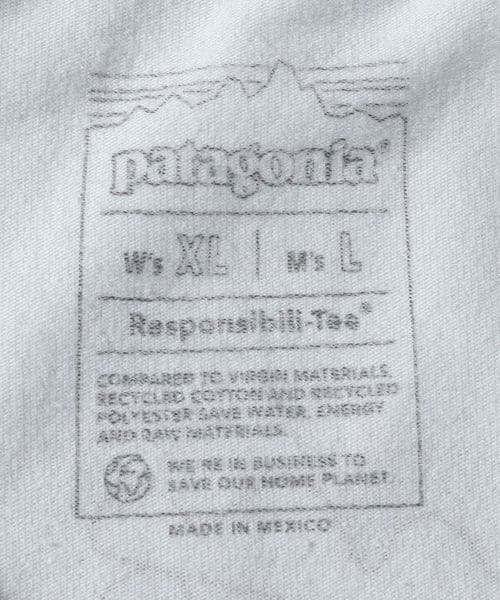 patagonia®
W's XL | M's L
Responsibili-Tee®
COMPARED TO VIRGIN MATERIALS,
RECYCLED COTTON AND RECYCLED
POLYESTER SAVE WATER, ENERGY
AND RAW MATERIALS.
WE'RE IN BUSINESS TO
SAVE OUR HOME PLANET.
MADE IN MEXICO